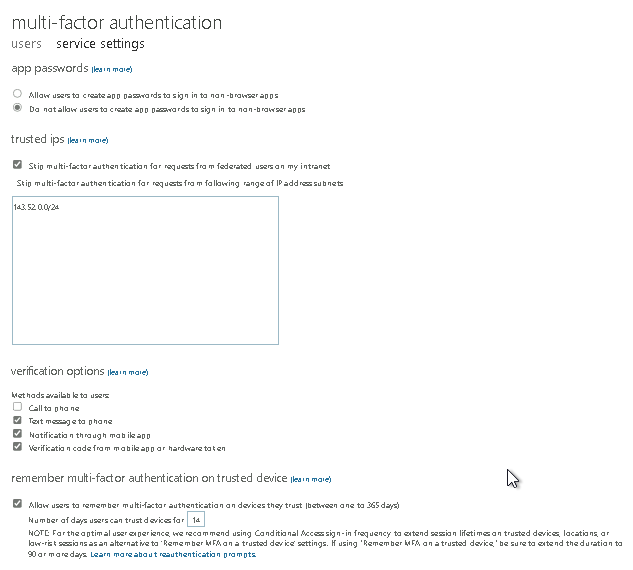 multi-factor authentication
users service settings
app passwords (learn more)
Allow users to create app passwords to sign in to non-browser apps
Do not allow users to create app passwords to sign in to non-browser apps
trusted ips (learn more)
Skip multi-factor authentication for requests from federated users on my intranet
Skip multi-factor authentication for requests from following range of IP address subnets
143.52.0.0/24
verification options (learn more)
Methods available to users:
Call to phone
Text message to phone
Notification through mobile app
Verification code from mobile app or hardware token
remember multi-factor authentication on trusted device (learn more)
Allow users to remember multi-factor authentication on devices they trust (between one to 365 days)
Number of days users can trust devices for 14
NOTE: For the optimal user experience, we recommend using Conditional Access sign-in frequency to extend session lifetimes on trusted devices, locations, or
low-risk sessions as an alternative to 'Remember MFA on a trusted device' settings. If using 'Remember MFA on a trusted device,' be sure to extend the duration to
90 or more days. Learn more about reauthentication prompts.